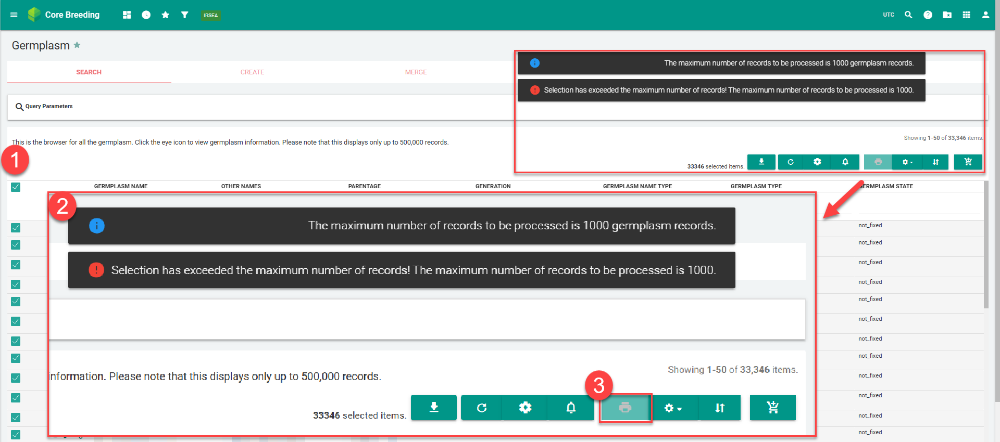 Core Breeding
IRSEA
UTC
Germplasm
SEARCH
CREATE
MERGE
The maximum number of records to be processed is 1000 germplasm records.
Selection has exceeded the maximum number of records! The maximum number of records to be processed is 1000.
Query Parameters
This is the browser for all the germplasm. Click the eye icon to view germplasm information. Please note that this displays only up to 500,000 records.
Showing 1-50 of 33,346 items.
1
33346 selected items.
GERMPLASM NAME
OTHER NAMES
PARENTAGE
GENERATION
GERMPLASM NAME TYPE
GERMPLASM TYPE
GERMPLASM STATE
2
The maximum number of records to be processed is 1000 germplasm records.
Selection has exceeded the maximum number of records! The maximum number of records to be processed is 1000.
information. Please note that this displays only up to 500,000 records.
Showing 1-50 of 33,346 items.
3
33346 selected items.
not_fixed
not_fixed
not_fixed
not_fixed
not_fixed
not_fixed
not_fixed
not_fixed
not_fixed
not_fixed
not_fixed
not_fixed